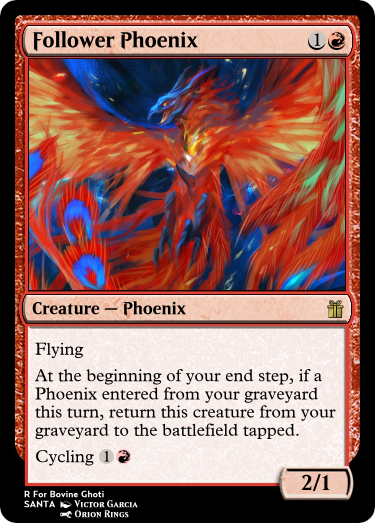 Follower Phoenix 1
Creature — Phoenix
Flying
At the beginning of your end step, if a
Phoenix entered from your graveyard
this turn, return this creature from your
graveyard to the battlefield tapped.
Cycling 1
2/1
R For Bovine Ghoti
SANTA Victor Garcia
Orion Rings